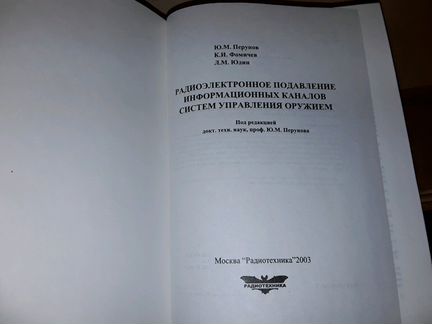 Ю.М. Перунов
К.И. Фомичев
Л.М. Юдин
РАДИОЭЛЕКТРОННОЕ ПОДАВЛЕНИЕ
ИНФОРМАЦИОННЫХ КАНАЛОВ
СИСТЕМ УПРАВЛЕНИЯ ОРУЖИЕМ
Под редакцией
докт. техн. наук, проф. Ю.М. Перунова
Москва "Радиотехника"2003
РАДИОТЕХНИКА